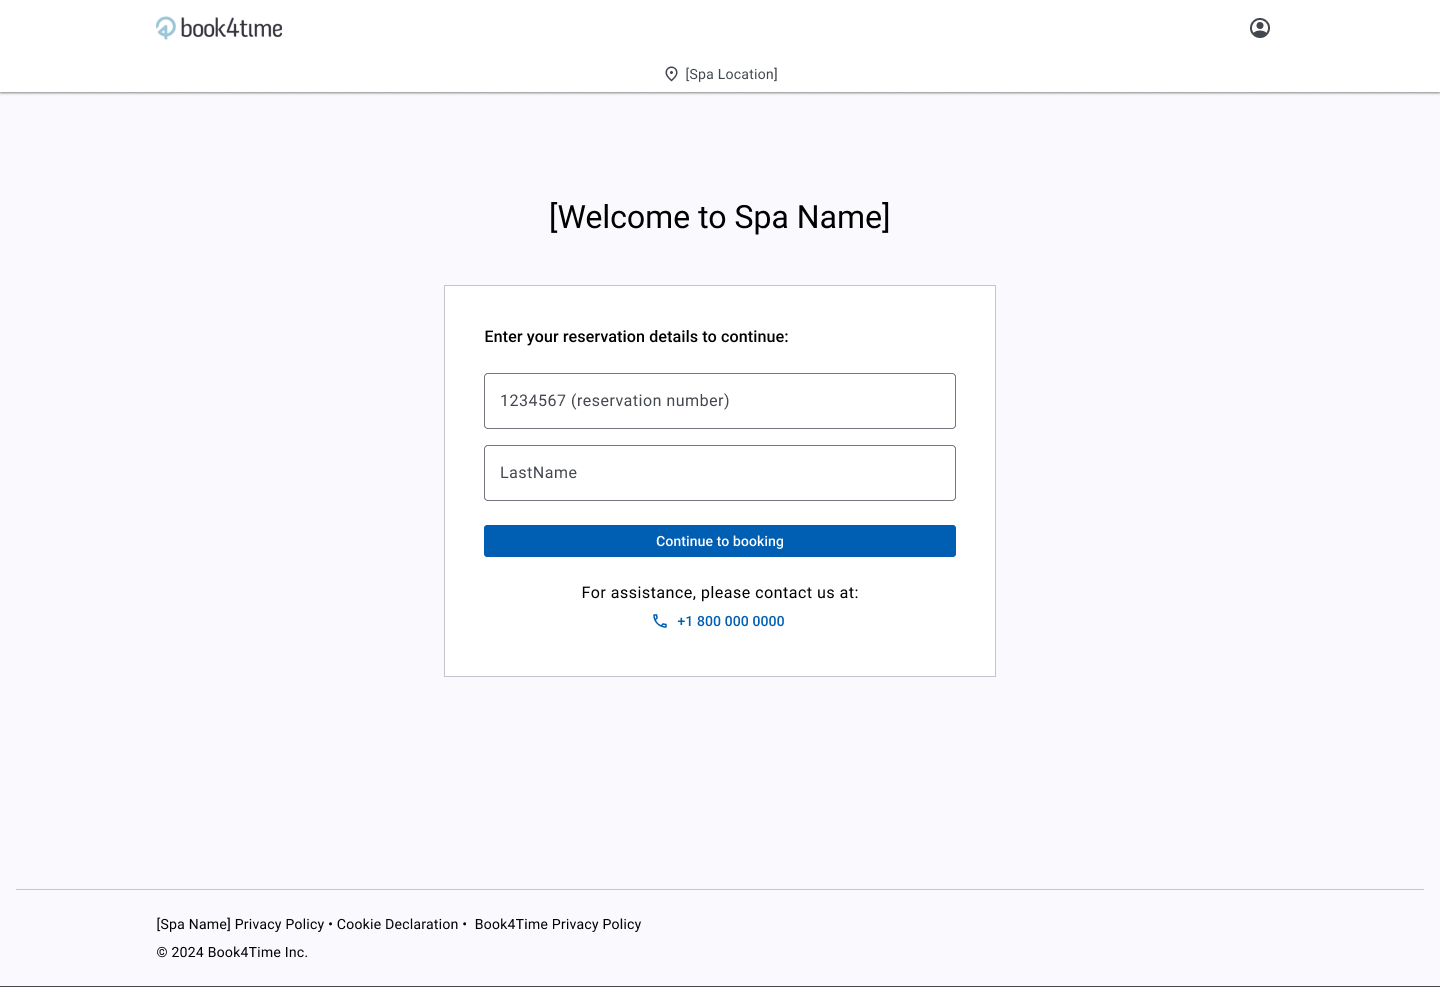 book4time
[Spa Location]
[Welcome to Spa Name]
Enter your reservation details to continue:
1234567 (reservation number)
LastName
Continue to booking
For assistance, please contact us at:
+1 800 000 0000
[Spa Name] Privacy Policy • Cookie Declaration • Book4Time Privacy Policy
© 2024 Book4Time Inc.